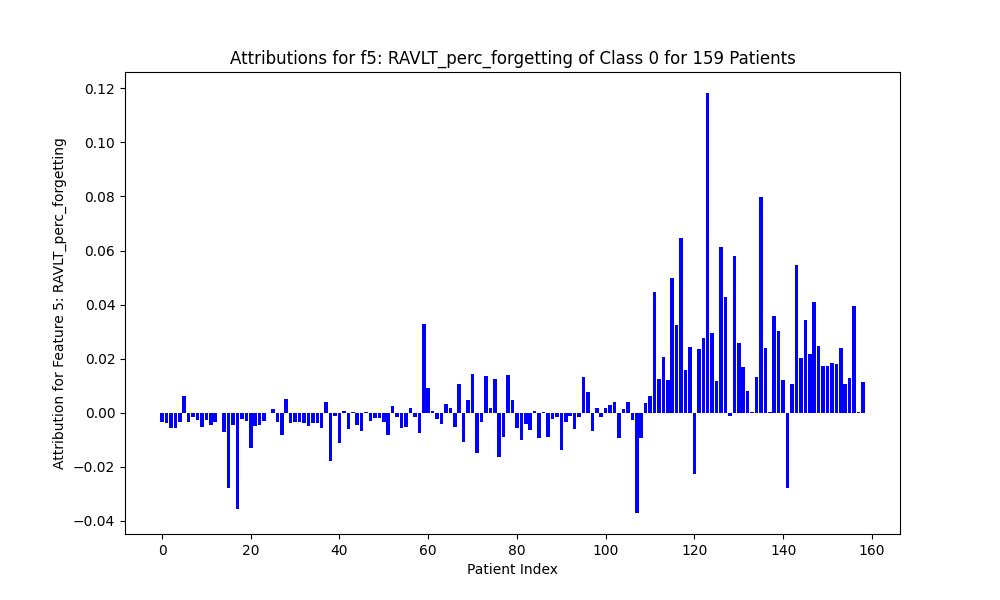 Attributions for f5: RAVLT_perc_forgetting of Class 0 for 159 Patients
Attribution for Feature 5: RAVLT_perc_forgetting
0.12
0.10
0.08
0.06
0.04
0.02
0.00
−0.02
−0.04
0 20 40 60 80 100 120 140 160
Patient Index